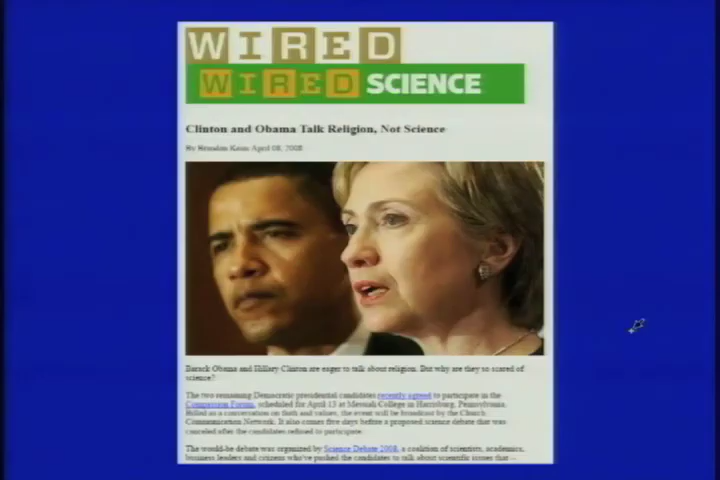 WIRED
WIRED SCIENCE
Clinton and Obama Talk Religion, Not Science
By Brandon Keim April 08, 2008
Barack Obama and Hillary Clinton are eager to talk about religion. But why are they so scared of
science?
The two remaining Democratic presidential candidates recently agreed to participate in the
Compassion Forum, scheduled for April 13 at Messiah College in Harrisburg, Pennsylvania.
Billed as a conversation on faith and values, the event will be broadcast by the Church
Communication Network. It also comes five days before a proposed science debate that was
canceled after the candidates refused to participate.
The would-be debate was organized by Science Debate 2008, a coalition of scientists, academics,
business leaders and citizens who've pushed the candidates to talk about scientific issues that –